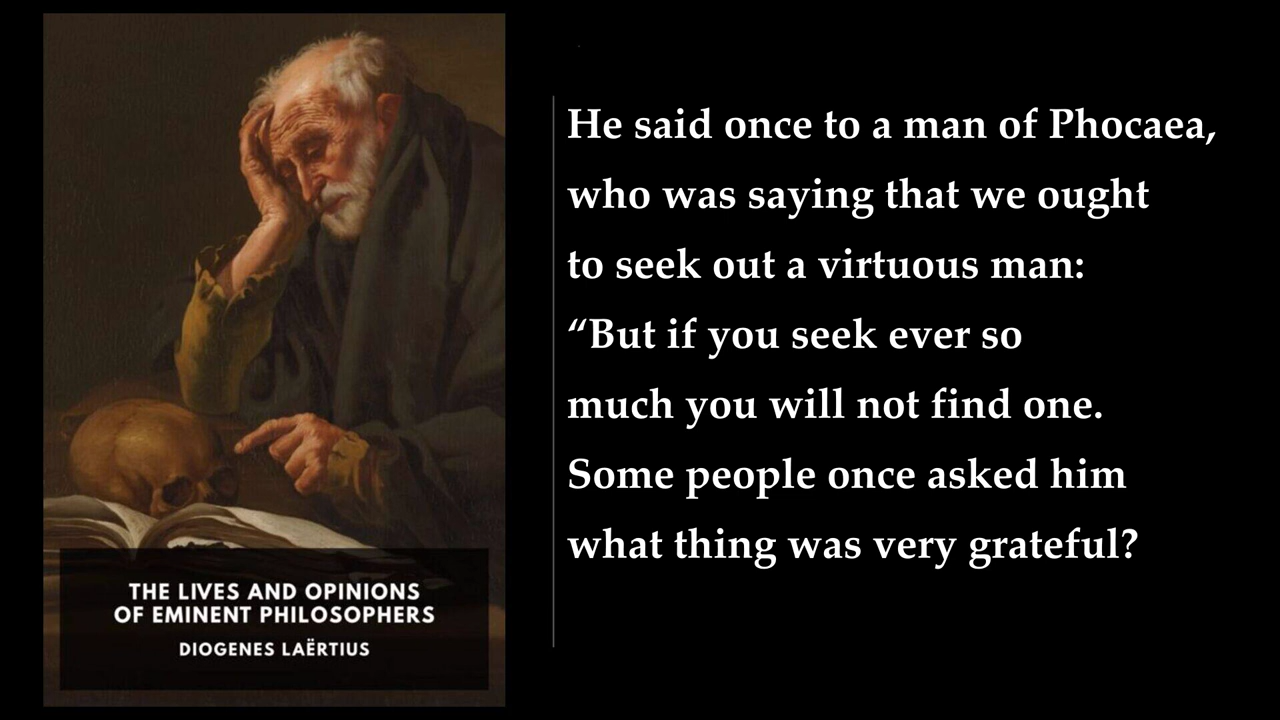 THE LIVES AND OPINIONS
OF EMINENT PHILOSOPHERS
DIOGENES LAËRTIUS
He said once to a man of Phocaea,
who was saying that we ought
to seek out a virtuous man:
“But if you seek ever so
much you will not find one.
Some people once asked him
what thing was very grateful?